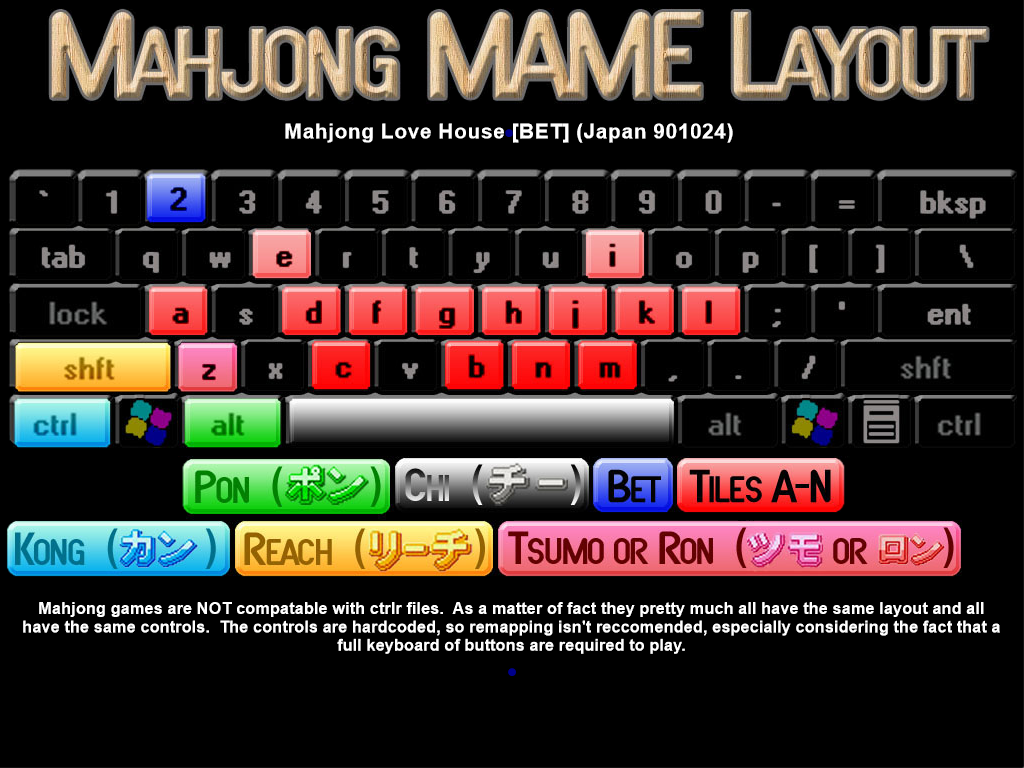 Mahjong MAME Layout
Mahjong Love House [BET] (Japan 901024)
` 1 2 3 4 5 6 7 8 9 0 - = bksp
tab q w e r t y u i o p [ ] \
lock a s d f g h j k l ; ' ent
shft z x c v b n m , . / shft
ctrl alt alt ctrl
Pon (ポン) Chi (チー) Bet Tiles A-N
Kong (カン) Reach (リーチ) Tsumo or Ron (ツモ or ロン)
Mahjong games are NOT compatable with ctrlr files. As a matter of fact they pretty much all have the same layout and all
have the same controls. The controls are hardcoded, so remapping isn't reccomended, especially considering the fact that a
full keyboard of buttons are required to play.